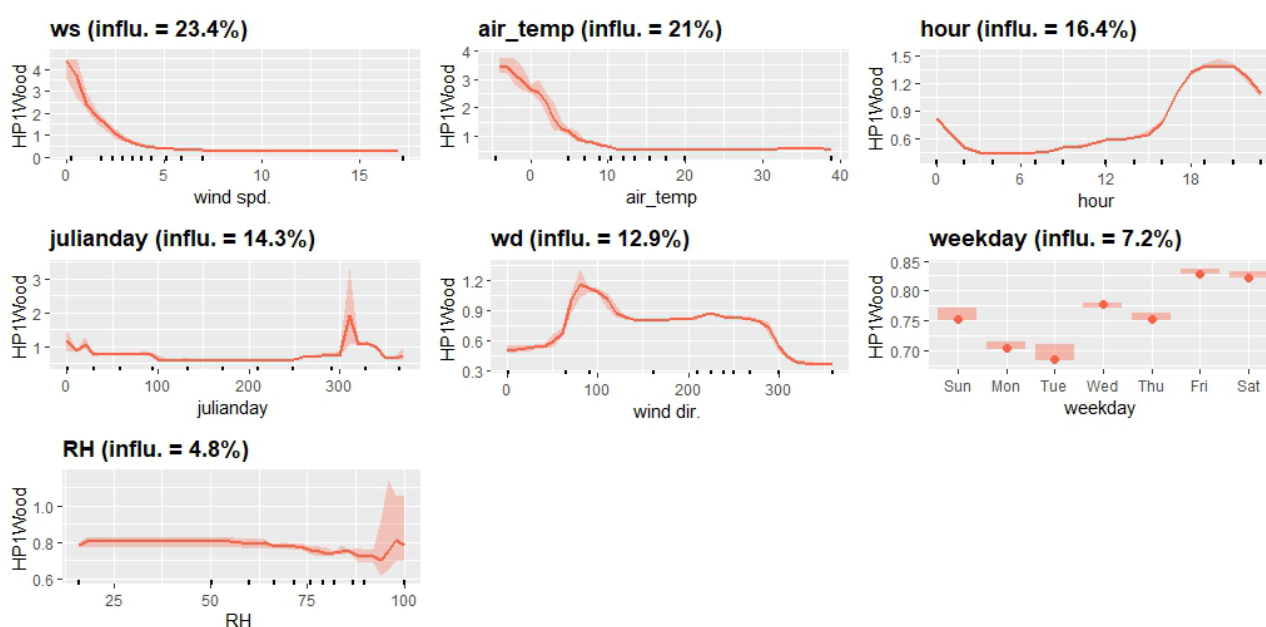 ws (influ. = 23.4%)
HP1Wood
4
3
2
1
0
0 5 10 15
wind spd.
air_temp (influ. = 21%)
HP1Wood
4
3
2
1
0 10 20 30 40
air_temp
hour (influ. = 16.4%)
HP1Wood
1.5
1.2
0.9
0.6
0 6 12 18
hour
julianday (influ. = 14.3%)
HP1Wood
3
2
1
0 100 200 300
julianday
wd (influ. = 12.9%)
HP1Wood
1.2
0.9
0.6
0.3
0 100 200 300
wind dir.
weekday (influ. = 7.2%)
HP1Wood
0.85
0.80
0.75
0.70
Sun Mon Tue Wed Thu Fri Sat
weekday
RH (influ. = 4.8%)
HP1Wood
1.0
0.8
0.6
25 50 75 100
RH